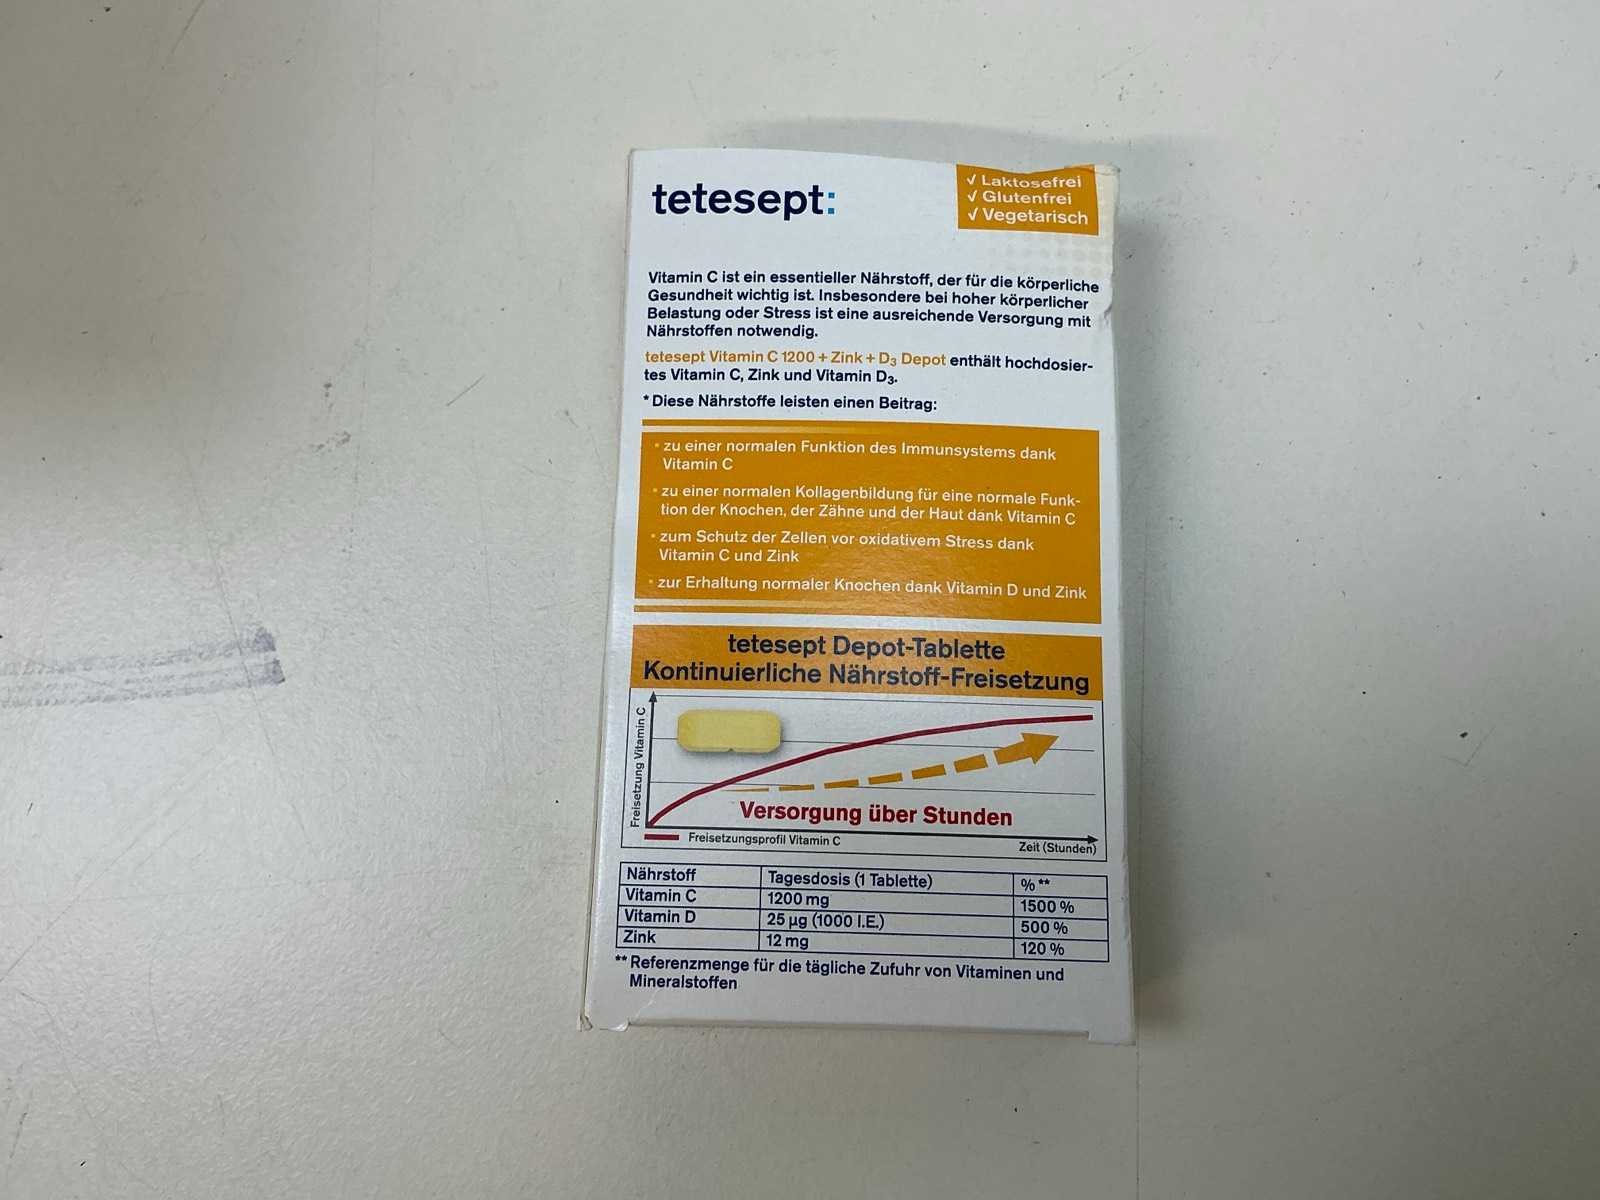 tetesept:
√ Laktosefrei
√ Glutenfrei
√ Vegetarisch
Vitamin C ist ein essentieller Nährstoff, der für die körperliche
Gesundheit wichtig ist. Insbesondere bei hoher körperlicher
Belastung oder Stress ist eine ausreichende Versorgung mit
Nährstoffen notwendig.
tetesept Vitamin C 1200 + Zink + D₃ Depot enthält hochdosier-
tes Vitamin C, Zink und Vitamin D₃.
* Diese Nährstoffe leisten einen Beitrag:
• zu einer normalen Funktion des Immunsystems dank
Vitamin C
• zu einer normalen Kollagenbildung für eine normale Funk-
tion der Knochen, der Zähne und der Haut dank Vitamin C
• zum Schutz der Zellen vor oxidativem Stress dank
Vitamin C und Zink
• zur Erhaltung normaler Knochen dank Vitamin D und Zink
tetesept Depot-Tablette
Kontinuierliche Nährstoff-Freisetzung
Freisetzung Vitamin C
Versorgung über Stunden
Freisetzungsprofil Vitamin C
Zeit (Stunden)
Nährstoff Tagesdosis (1 Tablette) % **
Vitamin C 1200 mg 1500 %
Vitamin D 25 µg (1000 I.E.) 500 %
Zink 12 mg 120 %
** Referenzmenge für die tägliche Zufuhr von Vitaminen und
Mineralstoffen